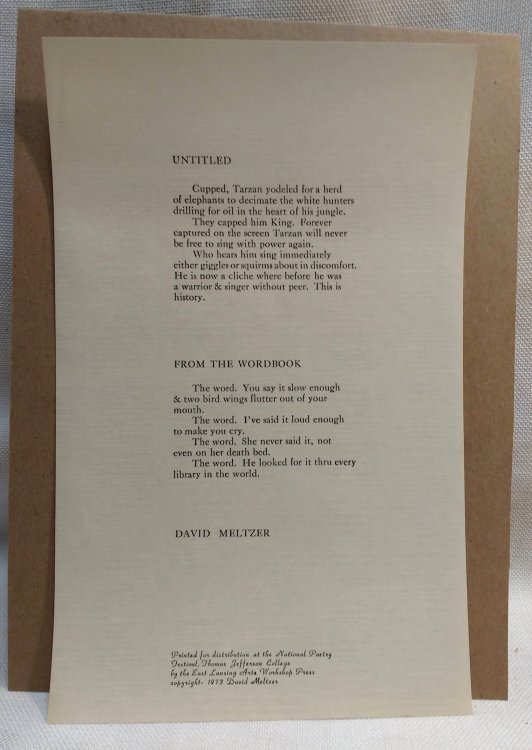 UNTITLED
Cupped, Tarzan yodeled for a herd
of elephants to decimate the white hunters
drilling for oil in the heart of his jungle.
They capped him King. Forever
captured on the screen Tarzan will never
be free to sing with power again.
Who hears him sing immediately
either giggles or squirms about in discomfort.
He is now a cliche where before he was
a warrior & singer without peer. This is
history.
FROM THE WORDBOOK
The word. You say it slow enough
& two bird wings flutter out of your
mouth.
The word. I've said it loud enough
to make you cry.
The word. She never said it, not
even on her death bed.
The word. He looked for it thru every
library in the world.
DAVID MELTZER
Printed for distribution at the National Poetry
Festival, Thomas Jefferson College
by the East Lansing Arts Workshop Press
copyright- 1973 David Meltzer